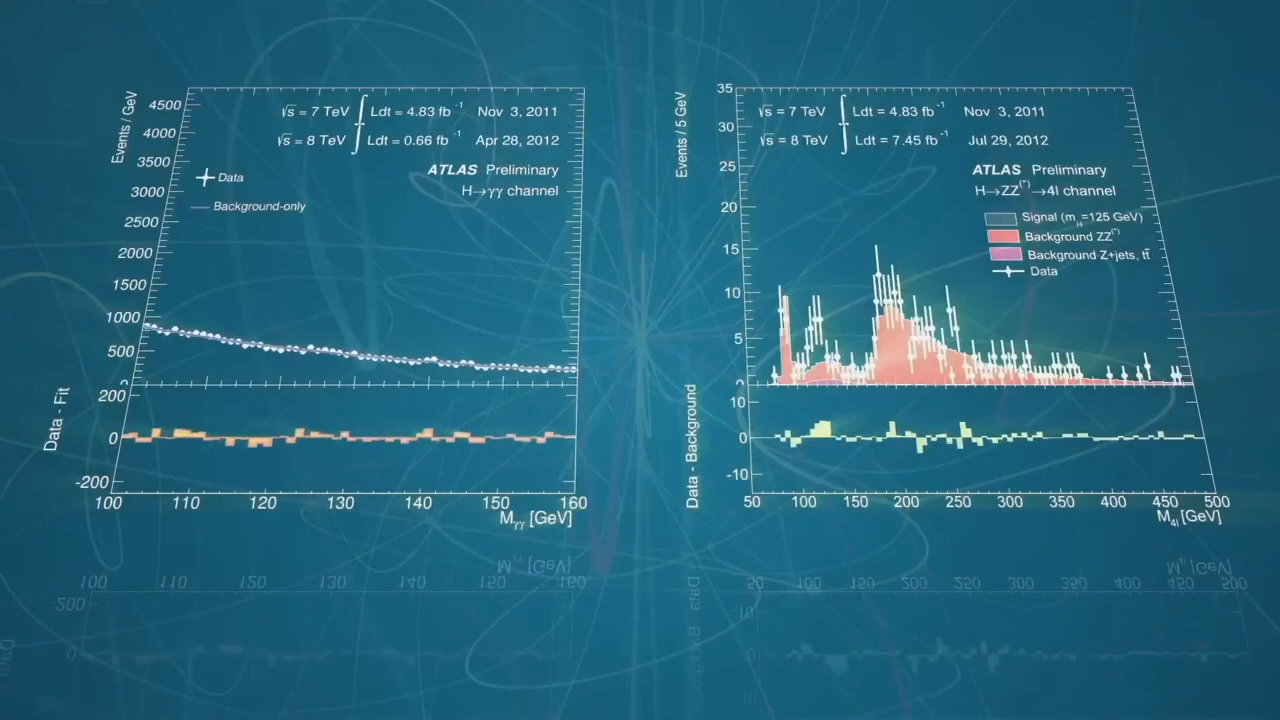 Events / GeV
4500
4000
3500
3000
2500
2000
1500
1000
500
√s = 7 TeV ∫ Ldt = 4.83 fb⁻¹ Nov 3, 2011
√s = 8 TeV Ldt = 0.66 fb⁻¹ Apr 28, 2012
ATLAS Preliminary
H→γγ channel
Data
Background-only
Data - Fit
200
0
-200
100 110 120 130 140 150 160
Mγγ [GeV]
Events / 5 GeV
35
30
25
20
15
10
5
√s = 7 TeV ∫ Ldt = 4.83 fb⁻¹ Nov 3, 2011
√s = 8 TeV Ldt = 7.45 fb⁻¹ Jul 29, 2012
ATLAS Preliminary
H→ZZ(*)→4l channel
Signal (mH=125 GeV)
Background ZZ(*)
Background Z+jets, tt̄
Data
Data - Background
10
0
-10
50 100 150 200 250 300 350 400 450 500
M4l [GeV]